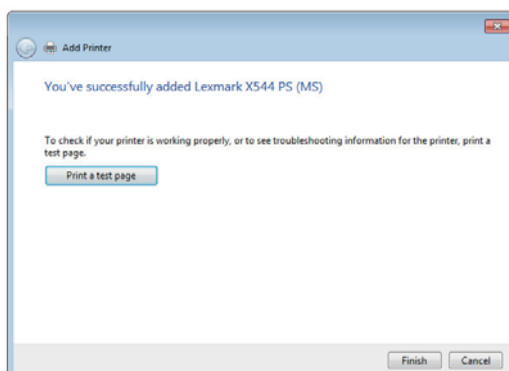 Add Printer
You've successfully added Lexmark X544 PS (MS)
To check if your printer is working properly, or to see troubleshooting information for the printer, print a
test page.
Print a test page
Finish
Cancel